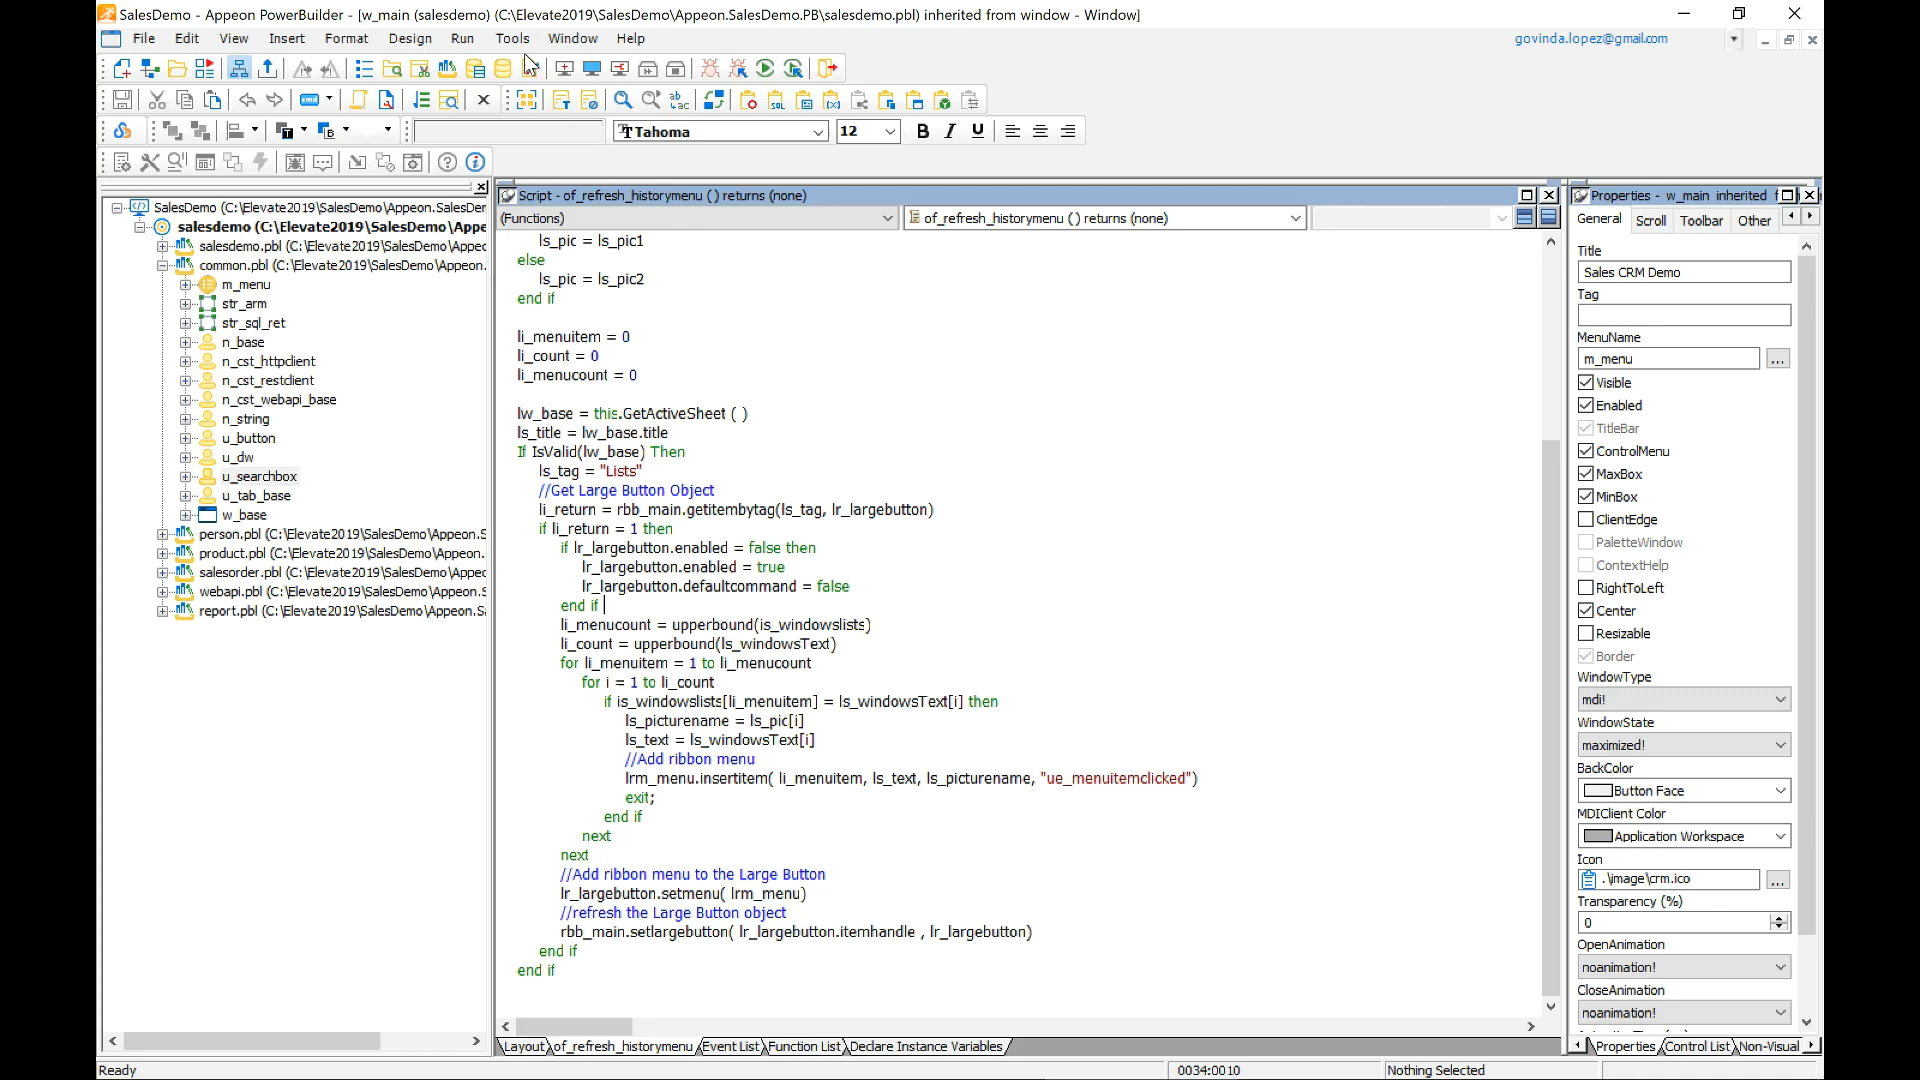 SalesDemo - Appeon PowerBuilder - [w_main (salesdemo) (C:\Elevate2019\SalesDemo\Appeon.SalesDemo.PB\salesdemo.pbl) inherited from window - Window]
File Edit View Insert Format Design Run Tools Window Help
govinda.lopez@gmail.com
Tahoma 12 B I U
SalesDemo (C:\Elevate2019\SalesDemo\Appeon.SalesDer
salesdemo (C:\Elevate2019\SalesDemo\Appe
salesdemo.pbl (C:\Elevate2019\SalesDemo\Appeo
common.pbl (C:\Elevate2019\SalesDemo\Appeon.
m_menu
str_arm
str_sql_ret
n_base
n_cst_httpclient
n_cst_restclient
n_cst_webapi_base
n_string
u_button
u_dw
u_searchbox
u_tab_base
w_base
person.pbl (C:\Elevate2019\SalesDemo\Appeon.S
product.pbl (C:\Elevate2019\SalesDemo\Appeon.
salesorder.pbl (C:\Elevate2019\SalesDemo\Appec
webapi.pbl (C:\Elevate2019\SalesDemo\Appeon.S
report.pbl (C:\Elevate2019\SalesDemo\Appeon.Sa
Script - of_refresh_historymenu ( ) returns (none)
(Functions) of_refresh_historymenu ( ) returns (none)
ls_pic = ls_pic1
else
ls_pic = ls_pic2
end if
li_menuitem = 0
li_count = 0
li_menucount = 0
lw_base = this.GetActiveSheet ( )
ls_title = lw_base.title
If IsValid(lw_base) Then
ls_tag = "Lists"
//Get Large Button Object
li_return = rbb_main.getitembytag(ls_tag, lr_largebutton)
if li_return = 1 then
if lr_largebutton.enabled = false then
lr_largebutton.enabled = true
lr_largebutton.defaultcommand = false
end if
li_menucount = upperbound(is_windowslists)
li_count = upperbound(ls_windowsText)
for li_menuitem = 1 to li_menucount
for i = 1 to li_count
if is_windowslists[li_menuitem] = ls_windowsText[i] then
ls_picturename = ls_pic[i]
ls_text = ls_windowsText[i]
//Add ribbon menu
lrm_menu.insertitem( li_menuitem, ls_text, ls_picturename, "ue_menuitemclicked")
exit;
end if
next
next
//Add ribbon menu to the Large Button
lr_largebutton.setmenu( lrm_menu)
//refresh the Large Button object
rbb_main.setlargebutton( lr_largebutton.itemhandle , lr_largebutton)
end if
end if
Layout of_refresh_historymenu Event List Function List Declare Instance Variables
Properties - w_main inherited f
General Scroll Toolbar Other
Title
Sales CRM Demo
Tag
MenuName
m_menu ...
Visible
Enabled
TitleBar
ControlMenu
MaxBox
MinBox
ClientEdge
PaletteWindow
ContextHelp
RightToLeft
Center
Resizable
Border
WindowType
mdi!
WindowState
maximized!
BackColor
Button Face
MDIClient Color
Application Workspace
Icon
.\image\crm.ico ...
Transparency (%)
0
OpenAnimation
noanimation!
CloseAnimation
noanimation!
Properties Control List Non-Visual
Ready 0034:0010 Nothing Selected